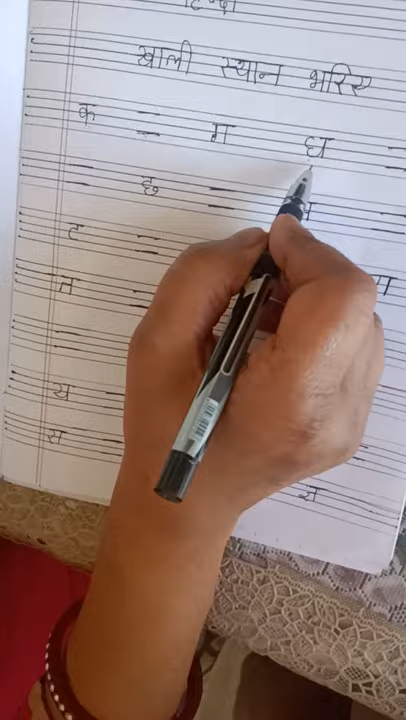 खाली स्थान भरिए
क ग घ
छ
ट
त न
य